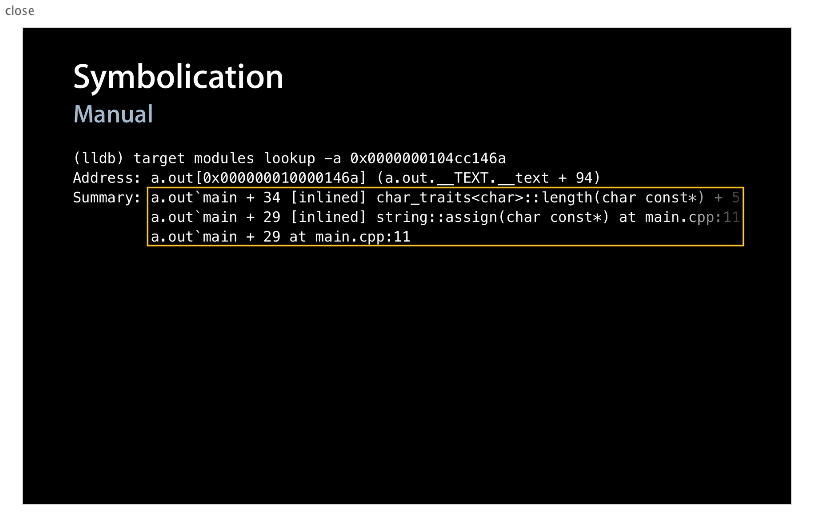 close
Symbolication
Manual
(lldb) target modules lookup -a 0x0000000104cc146a
Address: a.out[0x000000010000146a] (a.out.__TEXT.__text + 94)
Summary: a.out`main + 34 [inlined] char_traits<char>::length(char const*) + 5
a.out`main + 29 [inlined] string::assign(char const*) at main.cpp:11
a.out`main + 29 at main.cpp:11